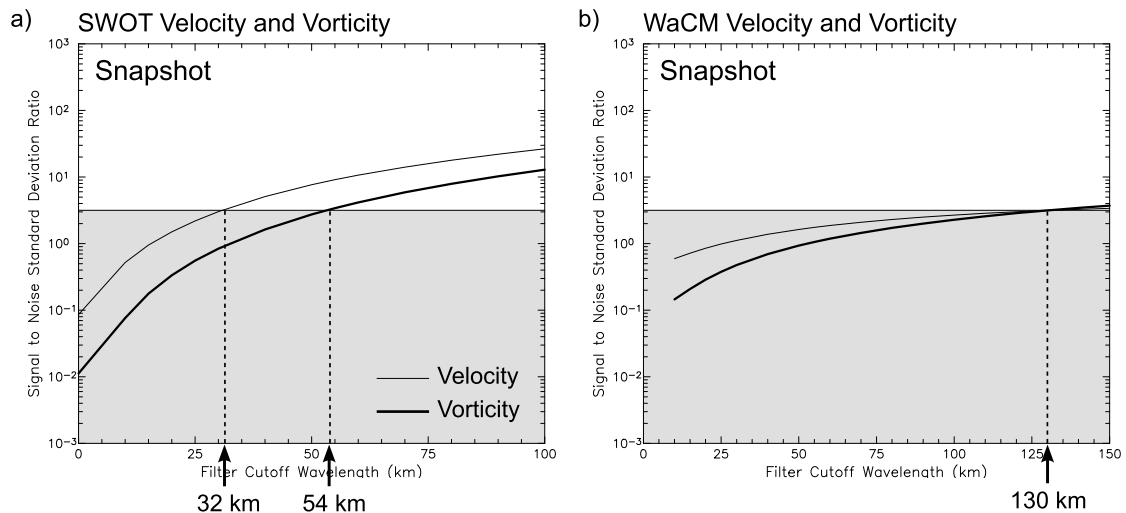 a) SWOT Velocity and Vorticity
Snapshot
Signal to Noise Standard Deviation Ratio
10³
10²
10¹
10⁰
10⁻¹
10⁻²
10⁻³
Velocity
Vorticity
0 25 50 75 100
Filter Cutoff Wavelength (km)
32 km 54 km
b) WaCM Velocity and Vorticity
Snapshot
Signal to Noise Standard Deviation Ratio
10³
10²
10¹
10⁰
10⁻¹
10⁻²
10⁻³
0 25 50 75 100 125 150
Filter Cutoff Wavelength (km)
130 km